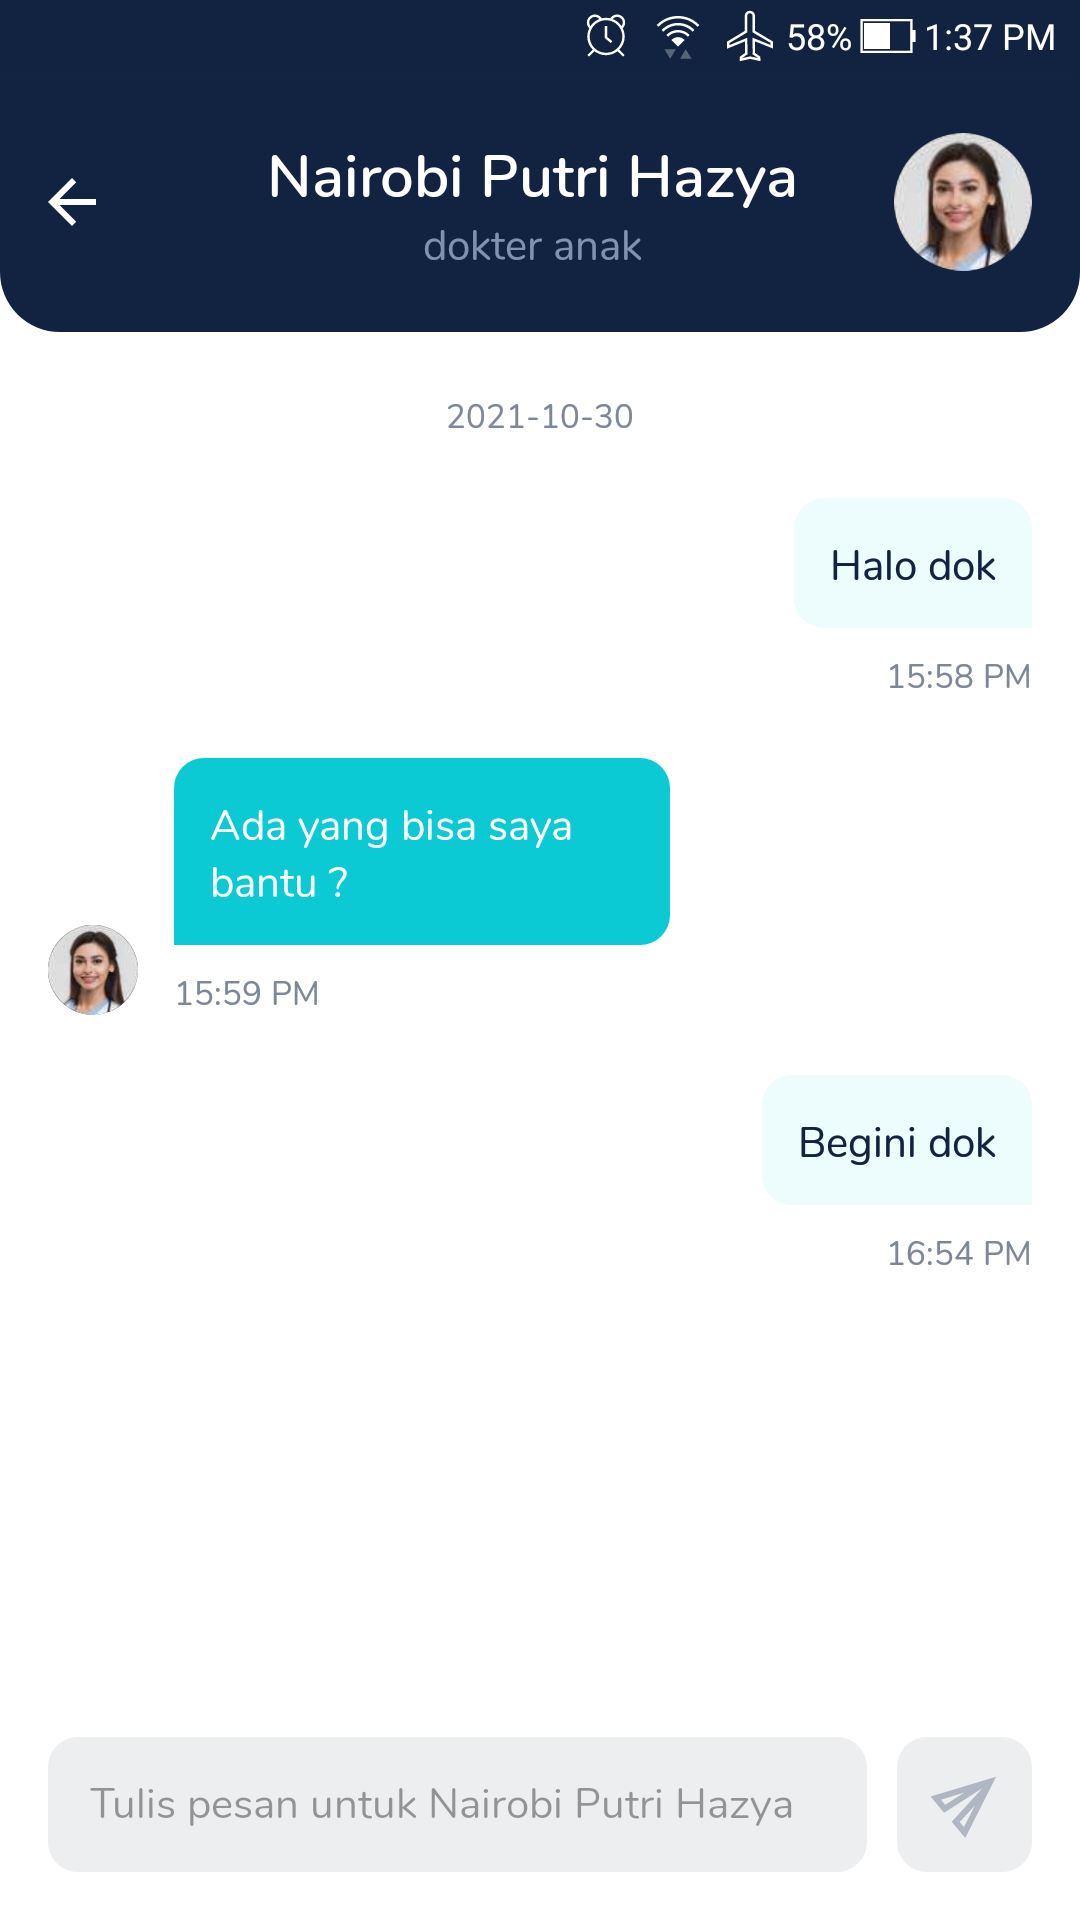 58% 1:37 PM
Nairobi Putri Hazya
dokter anak
2021-10-30
Halo dok
15:58 PM
Ada yang bisa saya
bantu ?
15:59 PM
Begini dok
16:54 PM
Tulis pesan untuk Nairobi Putri Hazya